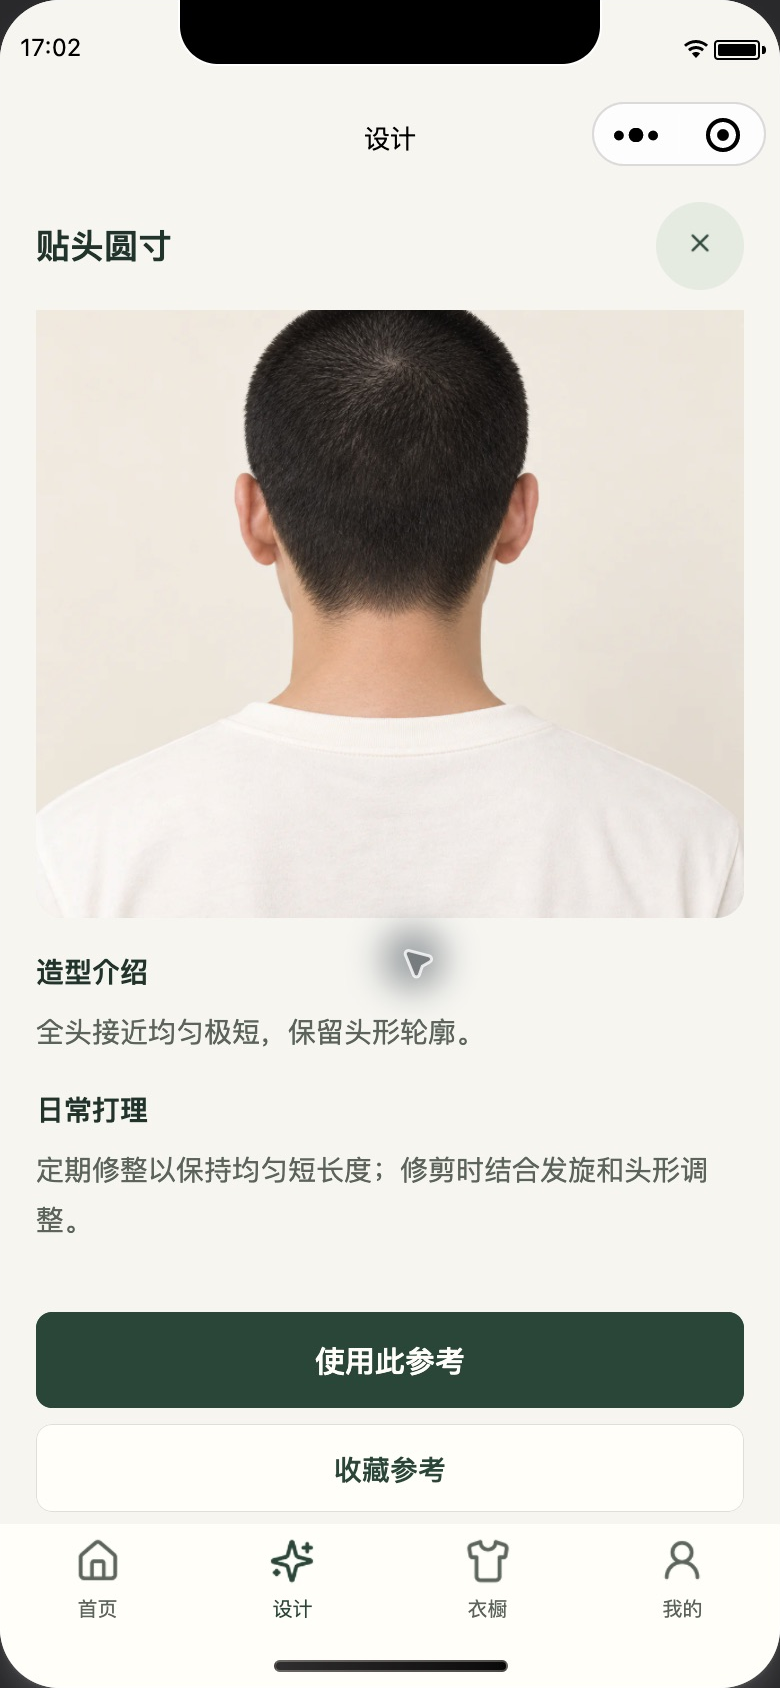 17:02
设计
贴头圆寸
造型介绍
全头接近均匀极短，保留头形轮廓。
日常打理
定期修整以保持均匀短长度；修剪时结合发旋和头形调
整。
使用此参考
收藏参考
首页
设计
衣橱
我的